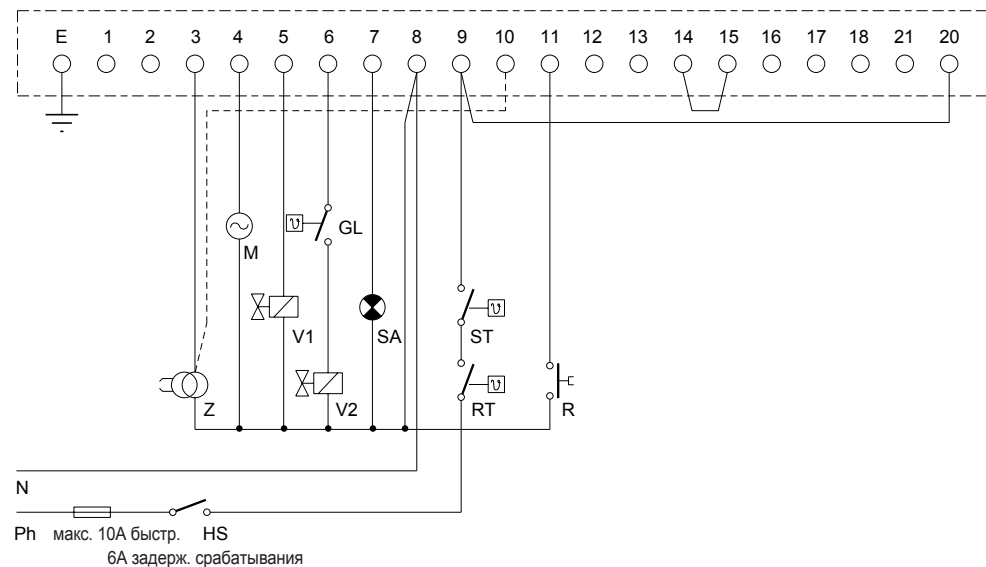 E 1 2 3 4 5 6 7 8 9 10 11 12 13 14 15 16 17 18 21 20
GL
M
V1 SA ST
Z V2 RT R
N
Ph макс. 10A быстр. HS
6A задерж. срабатывания